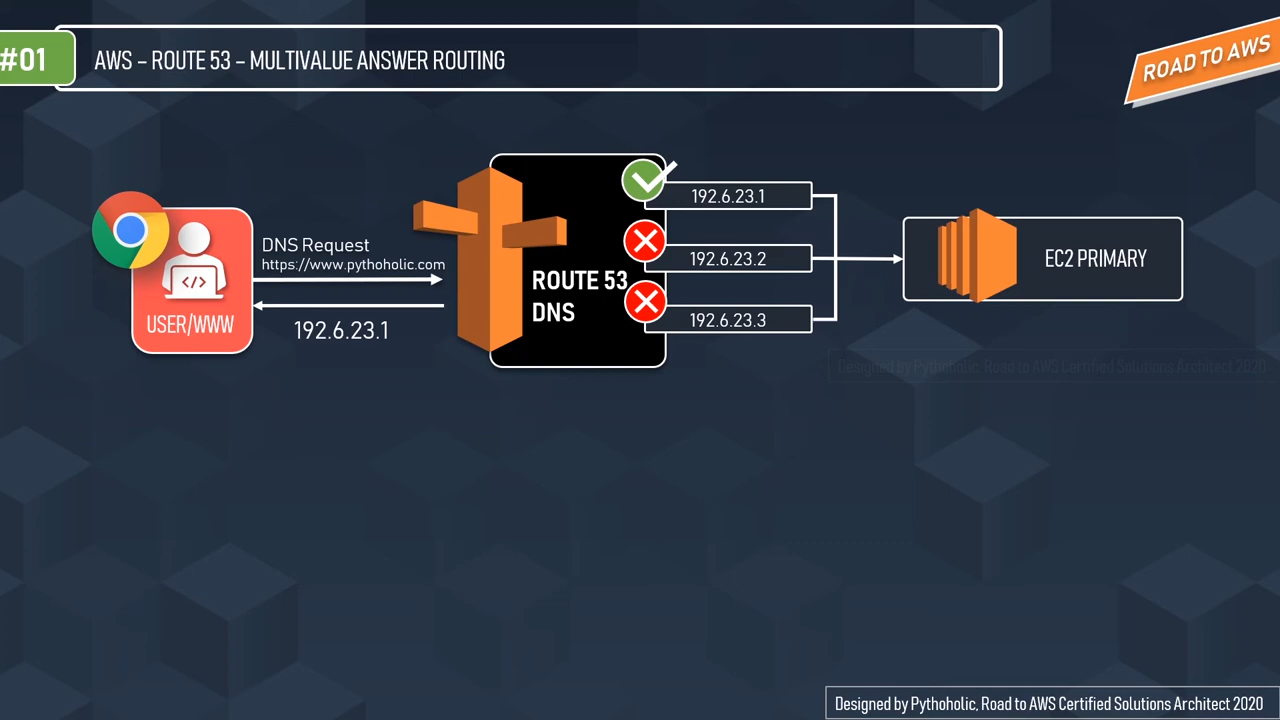 #01
AWS – ROUTE 53 – MULTIVALUE ANSWER ROUTING
ROAD TO AWS
DNS Request
https://www.pythoholic.com
192.6.23.1
USER/WWW
ROUTE 53
DNS
192.6.23.1
192.6.23.2
192.6.23.3
EC2 PRIMARY
Designed by Pythoholic, Road to AWS Certified Solutions Architect 2020
Designed by Pythoholic, Road to AWS Certified Solutions Architect 2020